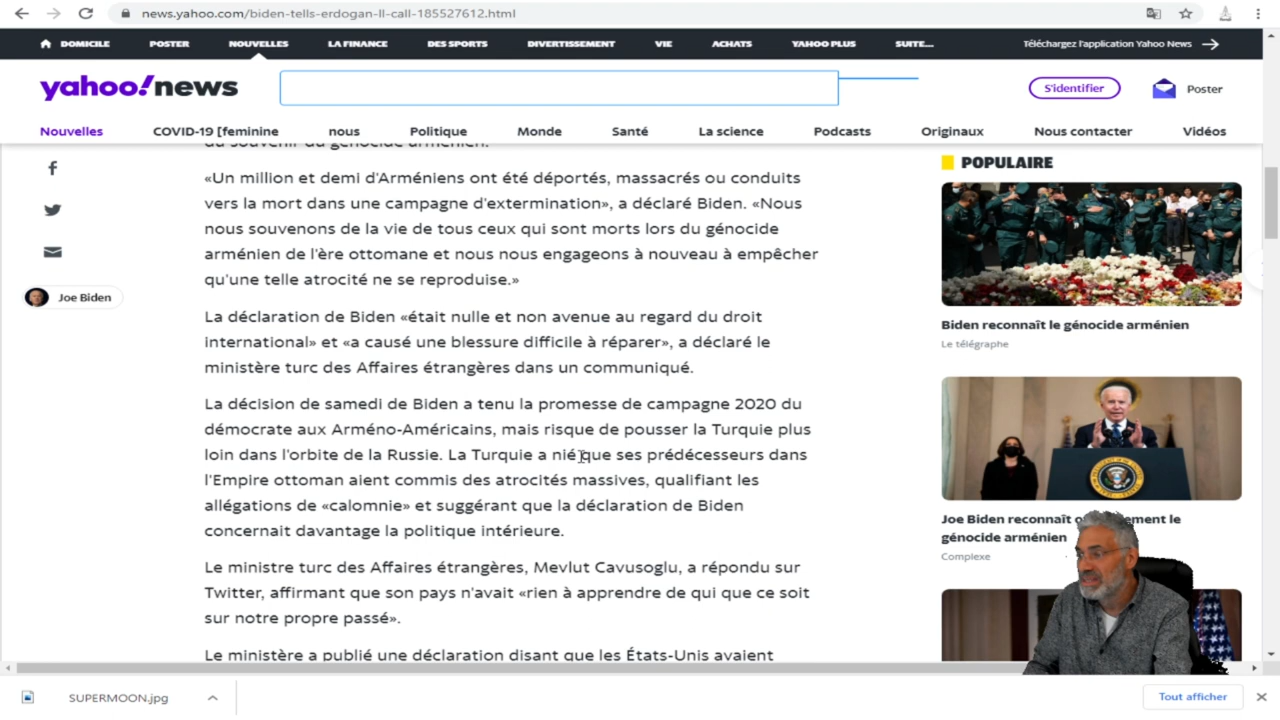 news.yahoo.com/biden-tells-erdogan-ll-call-185527612.html
DOMICILE POSTER NOUVELLES LA FINANCE DES SPORTS DIVERTISSEMENT VIE ACHATS YAHOO PLUS SUITE... Téléchargez l'application Yahoo News
yahoo!news S'identifier Poster
Nouvelles COVID-19 [feminine nous Politique Monde Santé La science Podcasts Originaux Nous contacter Vidéos
du souvenir du génocide arménien.
«Un million et demi d'Arméniens ont été déportés, massacrés ou conduits
vers la mort dans une campagne d'extermination», a déclaré Biden. «Nous
nous souvenons de la vie de tous ceux qui sont morts lors du génocide
arménien de l'ère ottomane et nous nous engageons à nouveau à empêcher
qu'une telle atrocité ne se reproduise.»
Joe Biden
La déclaration de Biden «était nulle et non avenue au regard du droit
international» et «a causé une blessure difficile à réparer», a déclaré le
ministère turc des Affaires étrangères dans un communiqué.
La décision de samedi de Biden a tenu la promesse de campagne 2020 du
démocrate aux Arméno-Américains, mais risque de pousser la Turquie plus
loin dans l'orbite de la Russie. La Turquie a nié que ses prédécesseurs dans
l'Empire ottoman aient commis des atrocités massives, qualifiant les
allégations de «calomnie» et suggérant que la déclaration de Biden
concernait davantage la politique intérieure.
Le ministre turc des Affaires étrangères, Mevlut Cavusoglu, a répondu sur
Twitter, affirmant que son pays n'avait «rien à apprendre de qui que ce soit
sur notre propre passé».
Le ministère a publié une déclaration disant que les États-Unis avaient
POPULAIRE
Biden reconnaît le génocide arménien
Le télégraphe
Joe Biden reconnaît le
génocide arménien
Complexe
SUPERMOON.jpg
Tout afficher